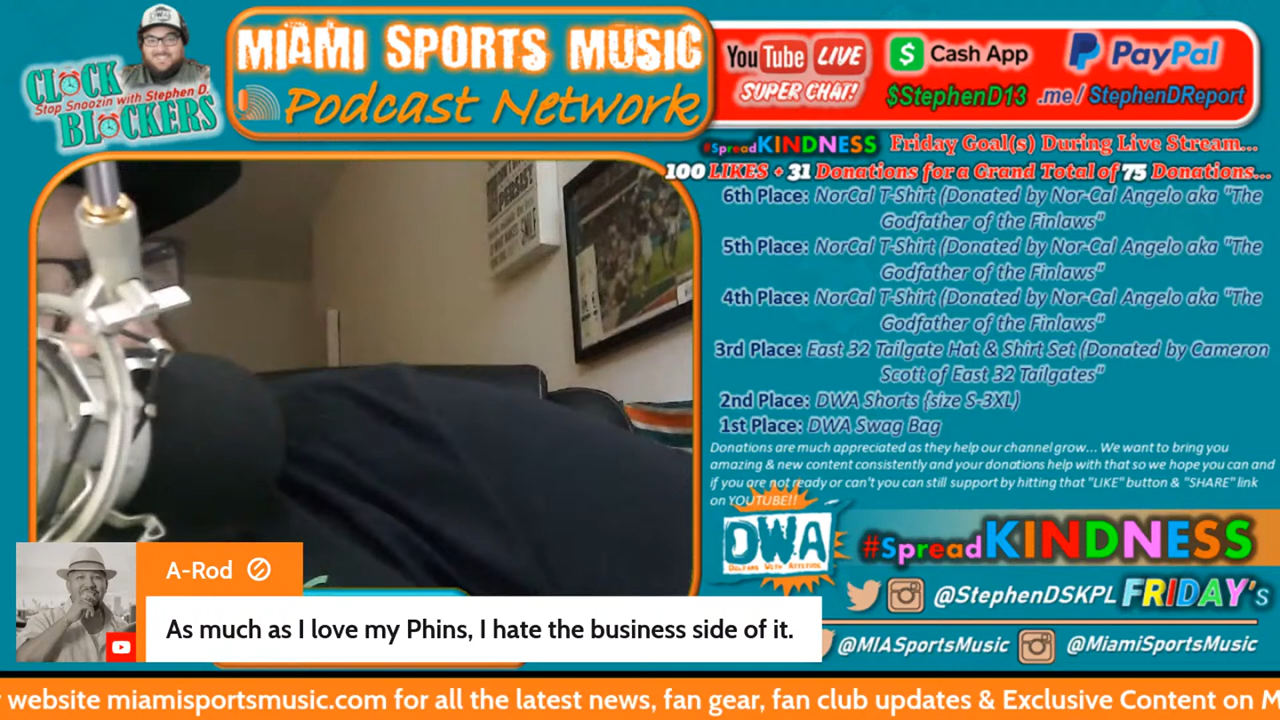 DWA
CLOCK
Stop Snoozin with Stephen D.
BLOCKERS
MIAMI SPORTS MUSIC
Podcast Network
YouTube LIVE
SUPER CHAT!
$ Cash App
$StephenD13
PayPal
.me/StephenDReport
#SpreadKINDNESS Friday Goal(s) During Live Stream...
100 LIKES + 31 Donations for a Grand Total of 75 Donations...
6th Place: NorCal T-Shirt (Donated by Nor-Cal Angelo aka "The
Godfather of the Finlaws"
5th Place: NorCal T-Shirt (Donated by Nor-Cal Angelo aka "The
Godfather of the Finlaws"
4th Place: NorCal T-Shirt (Donated by Nor-Cal Angelo aka "The
Godfather of the Finlaws"
3rd Place: East 32 Tailgate Hat & Shirt Set (Donated by Cameron
Scott of East 32 Tailgates"
2nd Place: DWA Shorts (size S-3XL)
1st Place: DWA Swag Bag
Donations are much appreciated as they help our channel grow... We want to bring you
amazing & new content consistently and your donations help with that so we hope you can and
if you are not ready or can't you can still support by hitting that "LIKE" button & "SHARE" link
on YOUTUBE!!
DWA
DOLFANS WITH ATTITUDE
#SpreadKINDNESS
@StephenDSKPL FRIDAY's
@MIASportsMusic
@MiamiSportsMusic
A-Rod
As much as I love my Phins, I hate the business side of it.
website miamisportsmusic.com for all the latest news, fan gear, fan club updates & Exclusive Content on